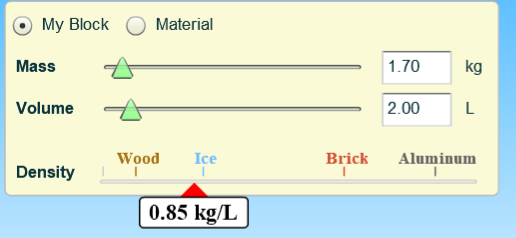 My Block Material
Mass 1.70 kg
Volume 2.00 L
Wood Ice Brick Aluminum
Density
0.85 kg/L